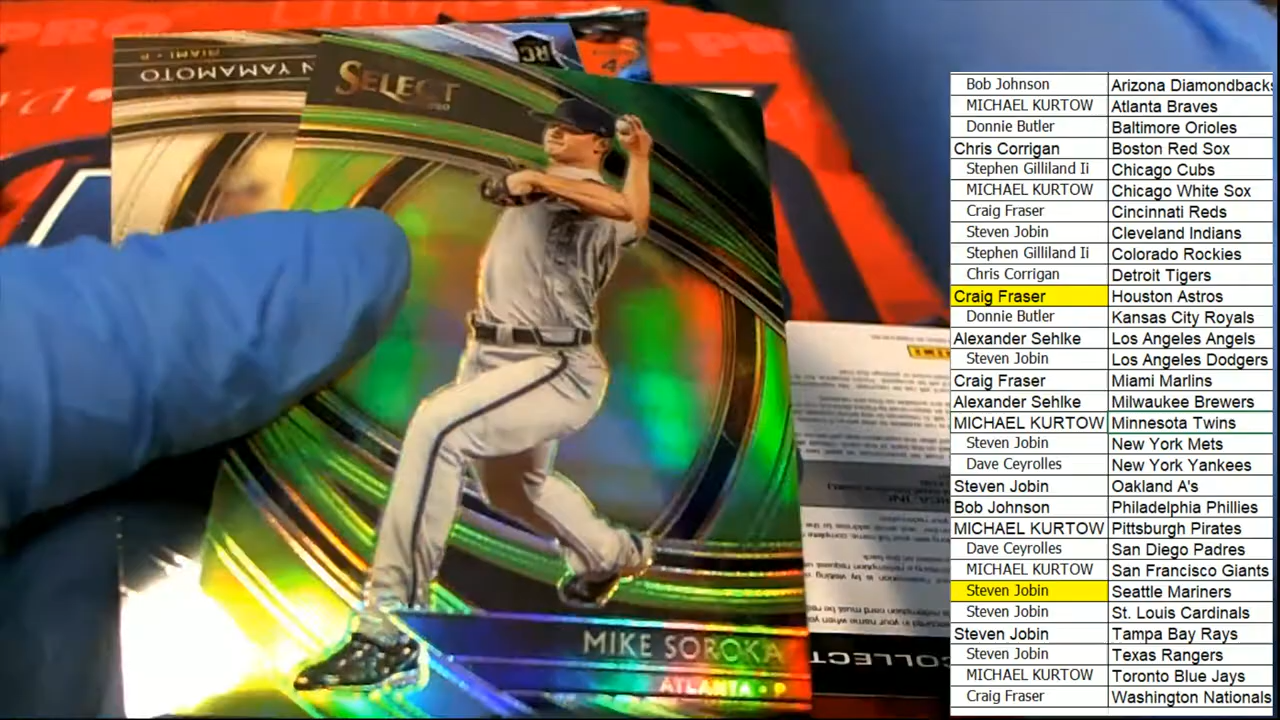 PRO
MIAMI • P
N YAMAMOTO
SELECT
RC
MIKE SOROKA
ATLANTA • P
COLLECT
Bob Johnson Arizona Diamondbacks
MICHAEL KURTOW Atlanta Braves
Donnie Butler Baltimore Orioles
Chris Corrigan Boston Red Sox
Stephen Gilliland Ii Chicago Cubs
MICHAEL KURTOW Chicago White Sox
Craig Fraser Cincinnati Reds
Steven Jobin Cleveland Indians
Stephen Gilliland Ii Colorado Rockies
Chris Corrigan Detroit Tigers
Craig Fraser Houston Astros
Donnie Butler Kansas City Royals
Alexander Sehlke Los Angeles Angels
Steven Jobin Los Angeles Dodgers
Craig Fraser Miami Marlins
Alexander Sehlke Milwaukee Brewers
MICHAEL KURTOW Minnesota Twins
Steven Jobin New York Mets
Dave Ceyrolles New York Yankees
Steven Jobin Oakland A's
Bob Johnson Philadelphia Phillies
MICHAEL KURTOW Pittsburgh Pirates
Dave Ceyrolles San Diego Padres
MICHAEL KURTOW San Francisco Giants
Steven Jobin Seattle Mariners
Steven Jobin St. Louis Cardinals
Steven Jobin Tampa Bay Rays
Steven Jobin Texas Rangers
MICHAEL KURTOW Toronto Blue Jays
Craig Fraser Washington Nationals